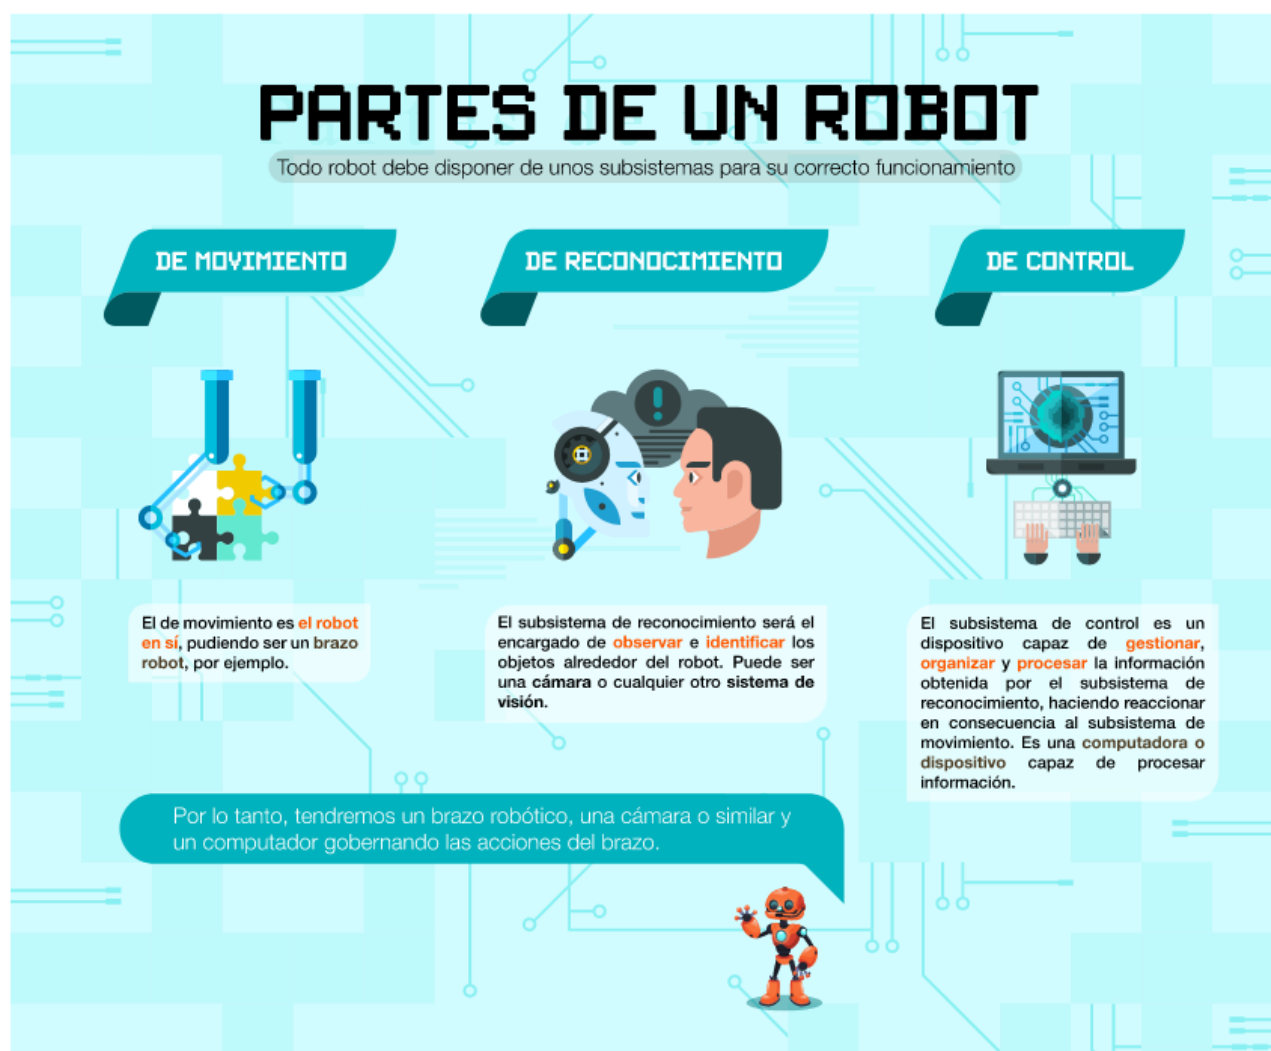 PARTES DE UN ROBOT
Todo robot debe disponer de unos subsistemas para su correcto funcionamiento
DE MOVIMIENTO
El de movimiento es el robot
en sí, pudiendo ser un brazo
robot, por ejemplo.
DE RECONOCIMIENTO
El subsistema de reconocimiento será el
encargado de observar e identificar los
objetos alrededor del robot. Puede ser
una cámara o cualquier otro sistema de
visión.
DE CONTROL
El subsistema de control es un
dispositivo capaz de gestionar,
organizar y procesar la información
obtenida por el subsistema de
reconocimiento, haciendo reaccionar
en consecuencia al subsistema de
movimiento. Es una computadora o
dispositivo capaz de procesar
información.
Por lo tanto, tendremos un brazo robótico, una cámara o similar y
un computador gobernando las acciones del brazo.